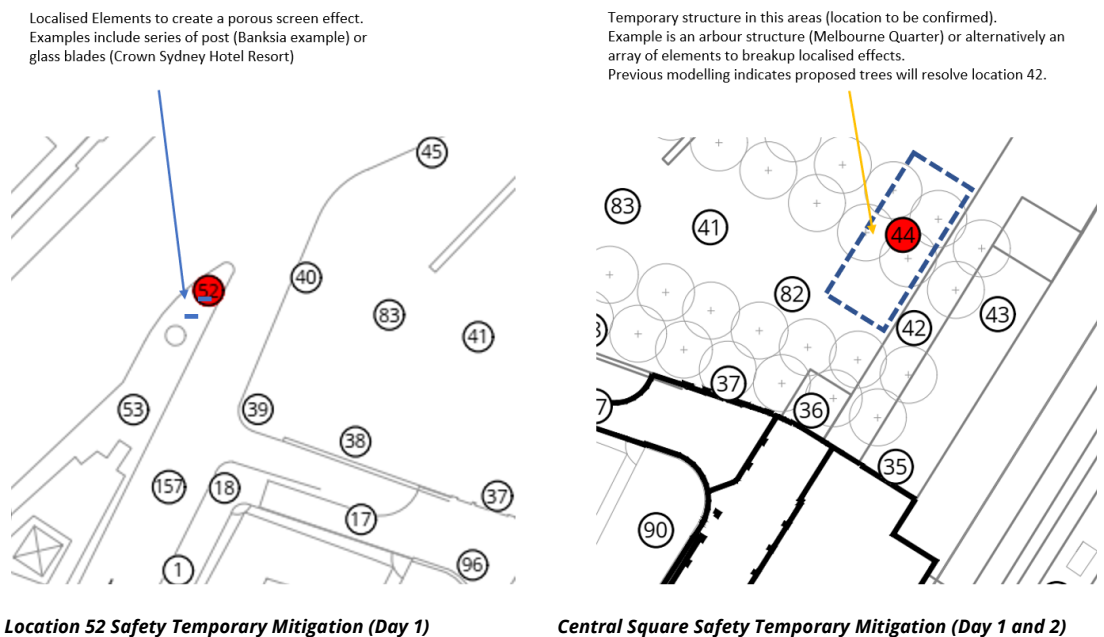 Localised Elements to create a porous screen effect.
Examples include series of post (Banksia example) or
glass blades (Crown Sydney Hotel Resort)
Temporary structure in this areas (location to be confirmed).
Example is an arbour structure (Melbourne Quarter) or alternatively an
array of elements to breakup localised effects.
Previous modelling indicates proposed trees will resolve location 42.
45
52
40
83
41
53
39
38
157
18
37
17
1
96
83
41
44
82
42
43
3
37
7
36
35
90
Location 52 Safety Temporary Mitigation (Day 1)
Central Square Safety Temporary Mitigation (Day 1 and 2)